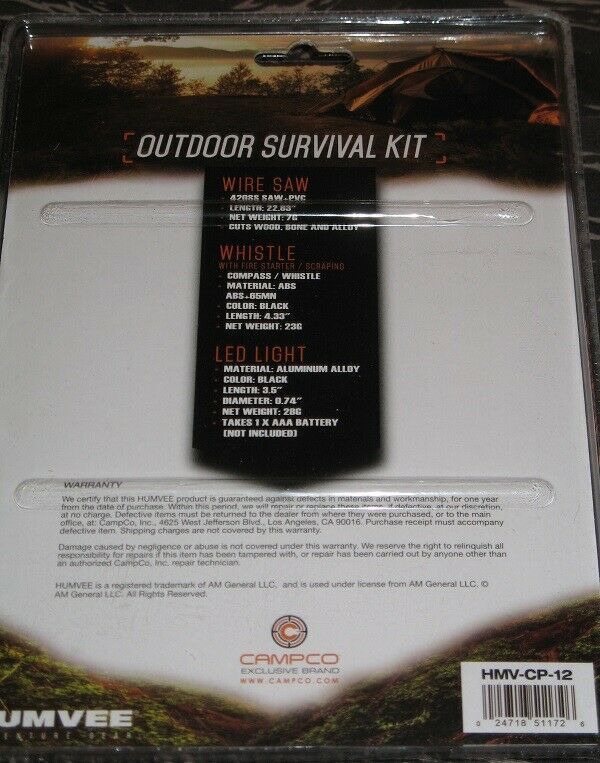 [OUTDOOR SURVIVAL KIT]
WIRE SAW
- 420SS SAW+PVC
- LENGTH: 22.83"
- NET WEIGHT: 7G
- CUTS WOOD, BONE AND ALLOY
WHISTLE
WITH FIRE STARTER / SCRAPING
- COMPASS / WHISTLE
- MATERIAL: ABS
ABS+65MN
- COLOR: BLACK
- LENGTH: 4.33"
- NET WEIGHT: 23G
LED LIGHT
- MATERIAL: ALUMINUM ALLOY
- COLOR: BLACK
- LENGTH: 3.5"
- DIAMETER: 0.74"
- NET WEIGHT: 28G
- TAKES 1 X AAA BATTERY
(NOT INCLUDED)
WARRANTY
We certify that this HUMVEE product is guaranteed against defects in materials and workmanship, for one year
from the date of purchase. Within this period, we will repair or replace these items, if defective, at our discretion,
at no charge. Defective items must be returned to the dealer from where they were purchased, or to the main
office, at: CampCo, Inc., 4625 West Jefferson Blvd., Los Angeles, CA 90016. Purchase receipt must accompany
defective item. Shipping charges are not covered by this warranty.
Damage caused by negligence or abuse is not covered under this warranty. We reserve the right to relinquish all
responsibility for repairs if this item has been tampered with, or repair has been carried out by anyone other than
an authorized CampCo, Inc. repair technician.
HUMVEE is a registered trademark of AM General LLC, and is used under license from AM General LLC. ©
AM General LLC. All Rights Reserved.
CAMPCO
EXCLUSIVE BRAND
WWW.CAMPCO.COM
HMV-CP-12
0 24718 51172 6
UMVEE
ENTURE GEAR